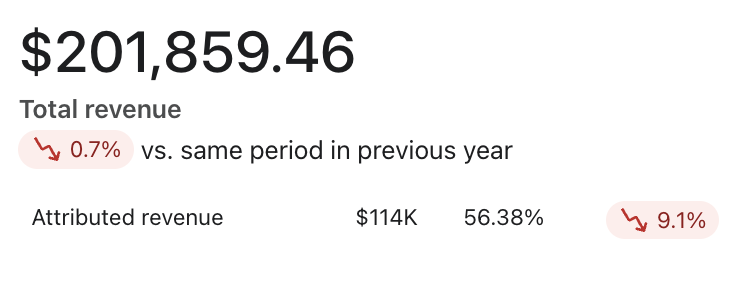 $201,859.46
Total revenue
0.7% vs. same period in previous year
Attributed revenue $114K 56.38% 9.1%